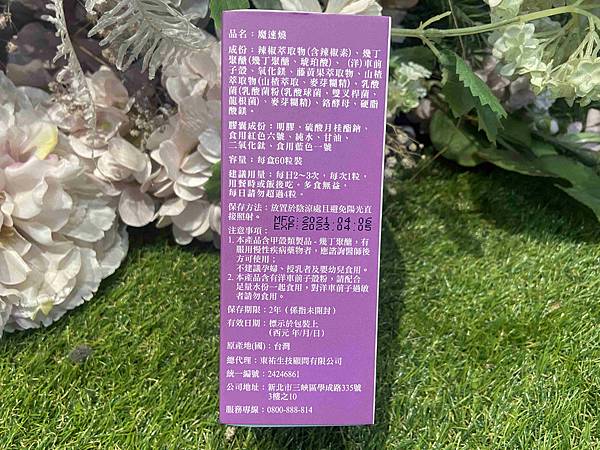 品名：魔速燒
成份：辣椒萃取物(含辣椒素)、幾丁
聚醣(幾丁聚醣、琥珀酸)、(洋)車前
子殼、氧化鎂、藤黃果萃取物、山楂
萃取物(山楂萃取、麥芽糊精)、乳酸
菌(乳酸菌粉(乳酸球菌，雙叉桿菌、
龍根菌)、麥芽糊精)、鉻酵母、硬脂
酸鎂。
膠囊成份：明膠、硫酸月桂酯鈉、
食用紅色六號、純水、甘油、
二氧化鈦、食用藍色一號
容量：每盒60粒裝
建議用量：每日2～3次，每次1粒，
用餐時或飯後吃。多食無益，
每日請勿超過4粒。
保存方法：放置於陰涼處且避免陽光直
接照射。 MFG:2021.04.06
EXP:2023.04.05
注意事項：
1.本產品含甲殼類製品-幾丁聚醣，有
服用慢性疾病藥物者，應諮詢醫師後
方可使用；
不建議孕婦、授乳者及嬰幼兒食用。
2.本產品含有洋車前子殼粉，請配合
足量水份一起食用，對洋車前子過敏
者請勿食用。
保存期限：2年（係指未開封）
有效日期：標示於包裝上
(西元 年/月/日)
原產地(國)：台灣
總代理：東祐生技顧問有限公司
統一編號：24246861
公司地址：新北市三峽區學成路335號
3樓之10
服務專線：0800-888-814